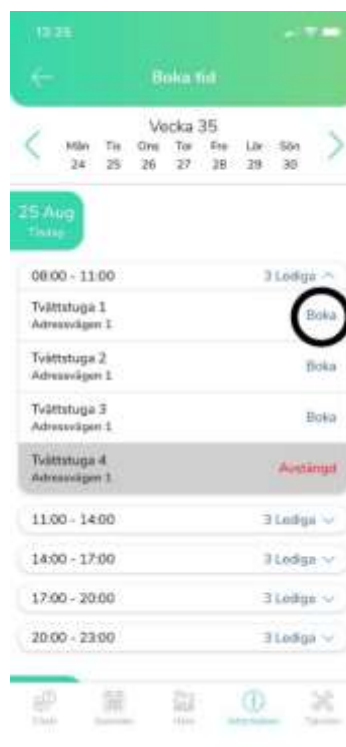 13:25
Boka tid
Vecka 35
Mån Tis Ons Tor Fre Lör Sön
24 25 26 27 28 29 30
25 Aug
Tisdag
08:00 - 11:00 3 Lediga
Tvättstuga 1 Boka
Adressvägen 1
Tvättstuga 2 Boka
Adressvägen 1
Tvättstuga 3 Boka
Adressvägen 1
Tvättstuga 4 Avstängd
Adressvägen 1
11:00 - 14:00 3 Lediga
14:00 - 17:00 3 Lediga
17:00 - 20:00 3 Lediga
20:00 - 23:00 3 Lediga
Information